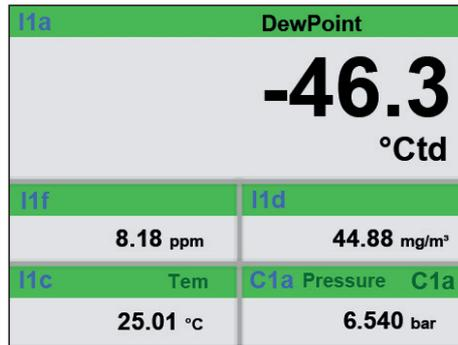 I1a DewPoint
-46.3
°Ctd
I1f I1d
8.18 ppm 44.88 mg/m³
I1c Tem C1a Pressure C1a
25.01 °C 6.540 bar